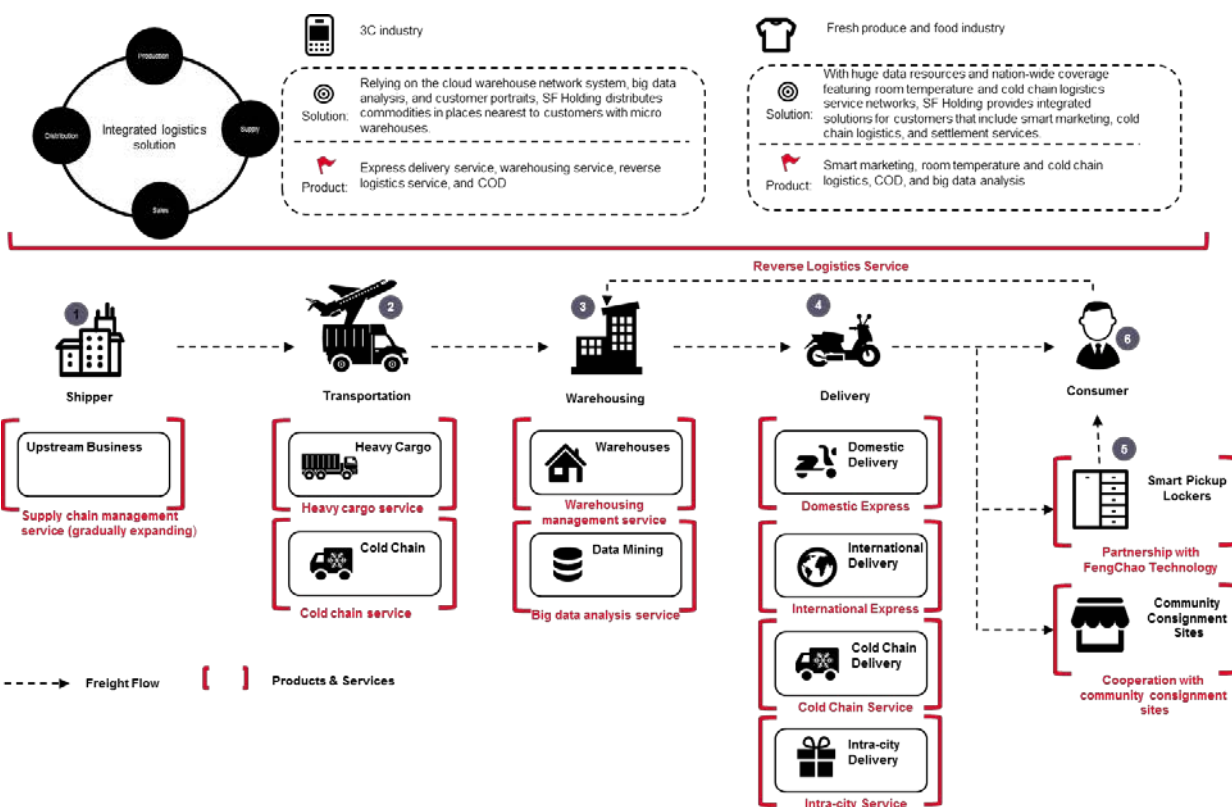 Production
Distribution
Integrated logistics
solution
Supply
Sales
3C industry
Solution:
Relying on the cloud warehouse network system, big data
analysis, and customer portraits, SF Holding distributes
commodities in places nearest to customers with micro
warehouses.
Product:
Express delivery service, warehousing service, reverse
logistics service, and COD
Fresh produce and food industry
Solution:
With huge data resources and nation-wide coverage
featuring room temperature and cold chain logistics
service networks, SF Holding provides integrated
solutions for customers that include smart marketing, cold
chain logistics, and settlement services.
Product:
Smart marketing, room temperature and cold chain
logistics, COD, and big data analysis
Reverse Logistics Service
1
2
3
4
6
Shipper
Transportation
Warehousing
Delivery
Consumer
Upstream Business
Supply chain management
service (gradually expanding)
Heavy Cargo
Heavy cargo service
Cold Chain
Cold chain service
Warehouses
Warehousing
management service
Data Mining
Big data analysis service
Domestic
Delivery
Domestic Express
International
Delivery
International Express
Cold Chain
Delivery
Cold Chain Service
Intra-city
Delivery
Intra-city Service
5
Smart Pickup
Lockers
Partnership with
FengChao Technology
Community
Consignment
Sites
Cooperation with
community consignment
sites
Freight Flow
Products & Services